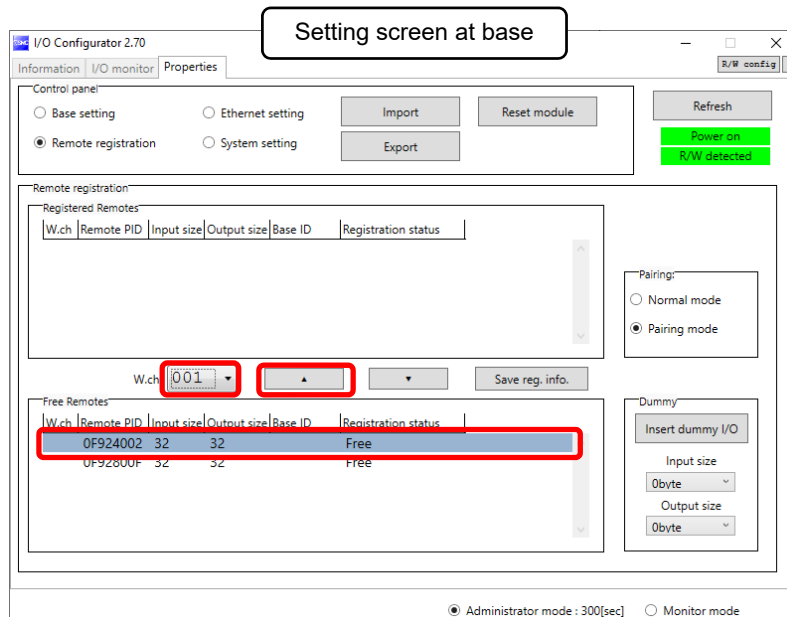 Setting screen at base
SMC I/O Configurator 2.70
Information I/O monitor Properties R/W config
Control panel
Base setting Ethernet setting Import Reset module Refresh
Remote registration System setting Export Power on
R/W detected
Remote registration
Registered Remotes
W.ch Remote PID Input size Output size Base ID Registration status
Pairing:
Normal mode
Pairing mode
W.ch 001 ▲ ▼ Save reg. info.
Free Remotes Dummy
W.ch Remote PID Input size Output size Base ID Registration status Insert dummy I/O
0F924002 32 32 Free
0F92800F 32 32 Free
Input size
0byte
Output size
0byte
Administrator mode : 300[sec] Monitor mode